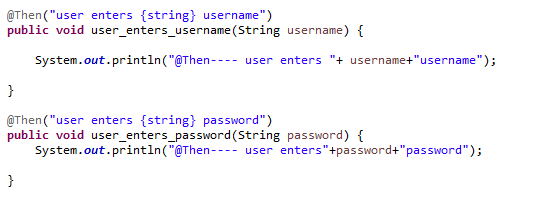 @Then("user enters {string} username")
public void user_enters_username(String username) {
System.out.println("@Then---- user enters "+ username+"username");
}
@Then("user enters {string} password")
public void user_enters_password(String password) {
System.out.println("@Then---- user enters"+password+"password");
}